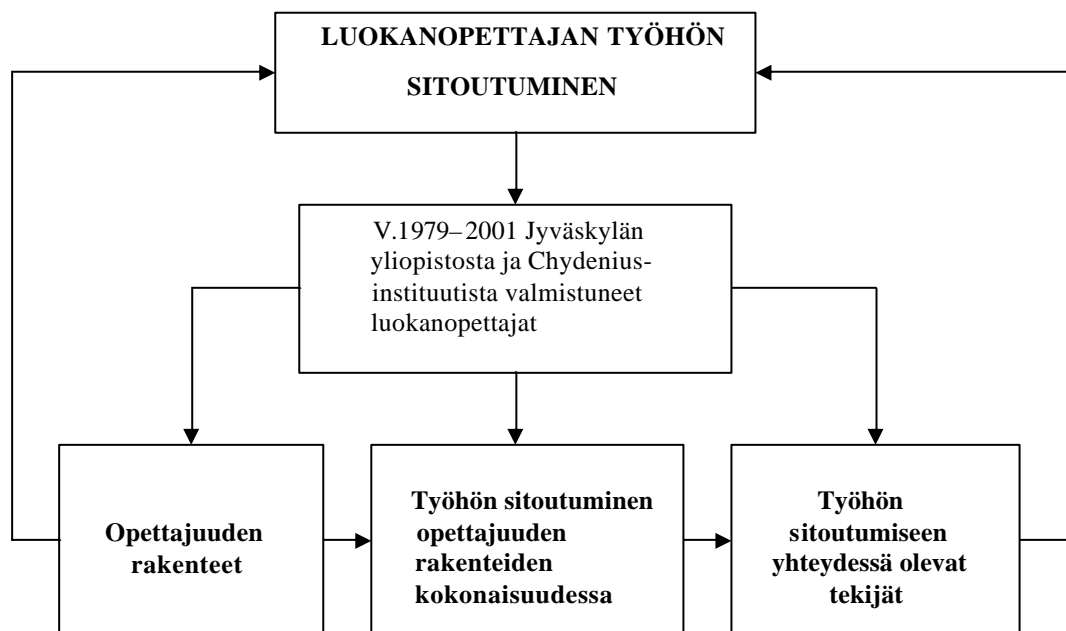 LUOKANOPETTAJAN TYÖHÖN
SITOUTUMINEN
V.1979–2001 Jyväskylän
yliopistosta ja Chydenius-
instituutista valmistuneet
luokanopettajat
Opettajuuden
rakenteet
Työhön sitoutuminen
opettajuuden
rakenteiden
kokonaisuudessa
Työhön
sitoutumiseen
yhteydessä olevat
tekijät